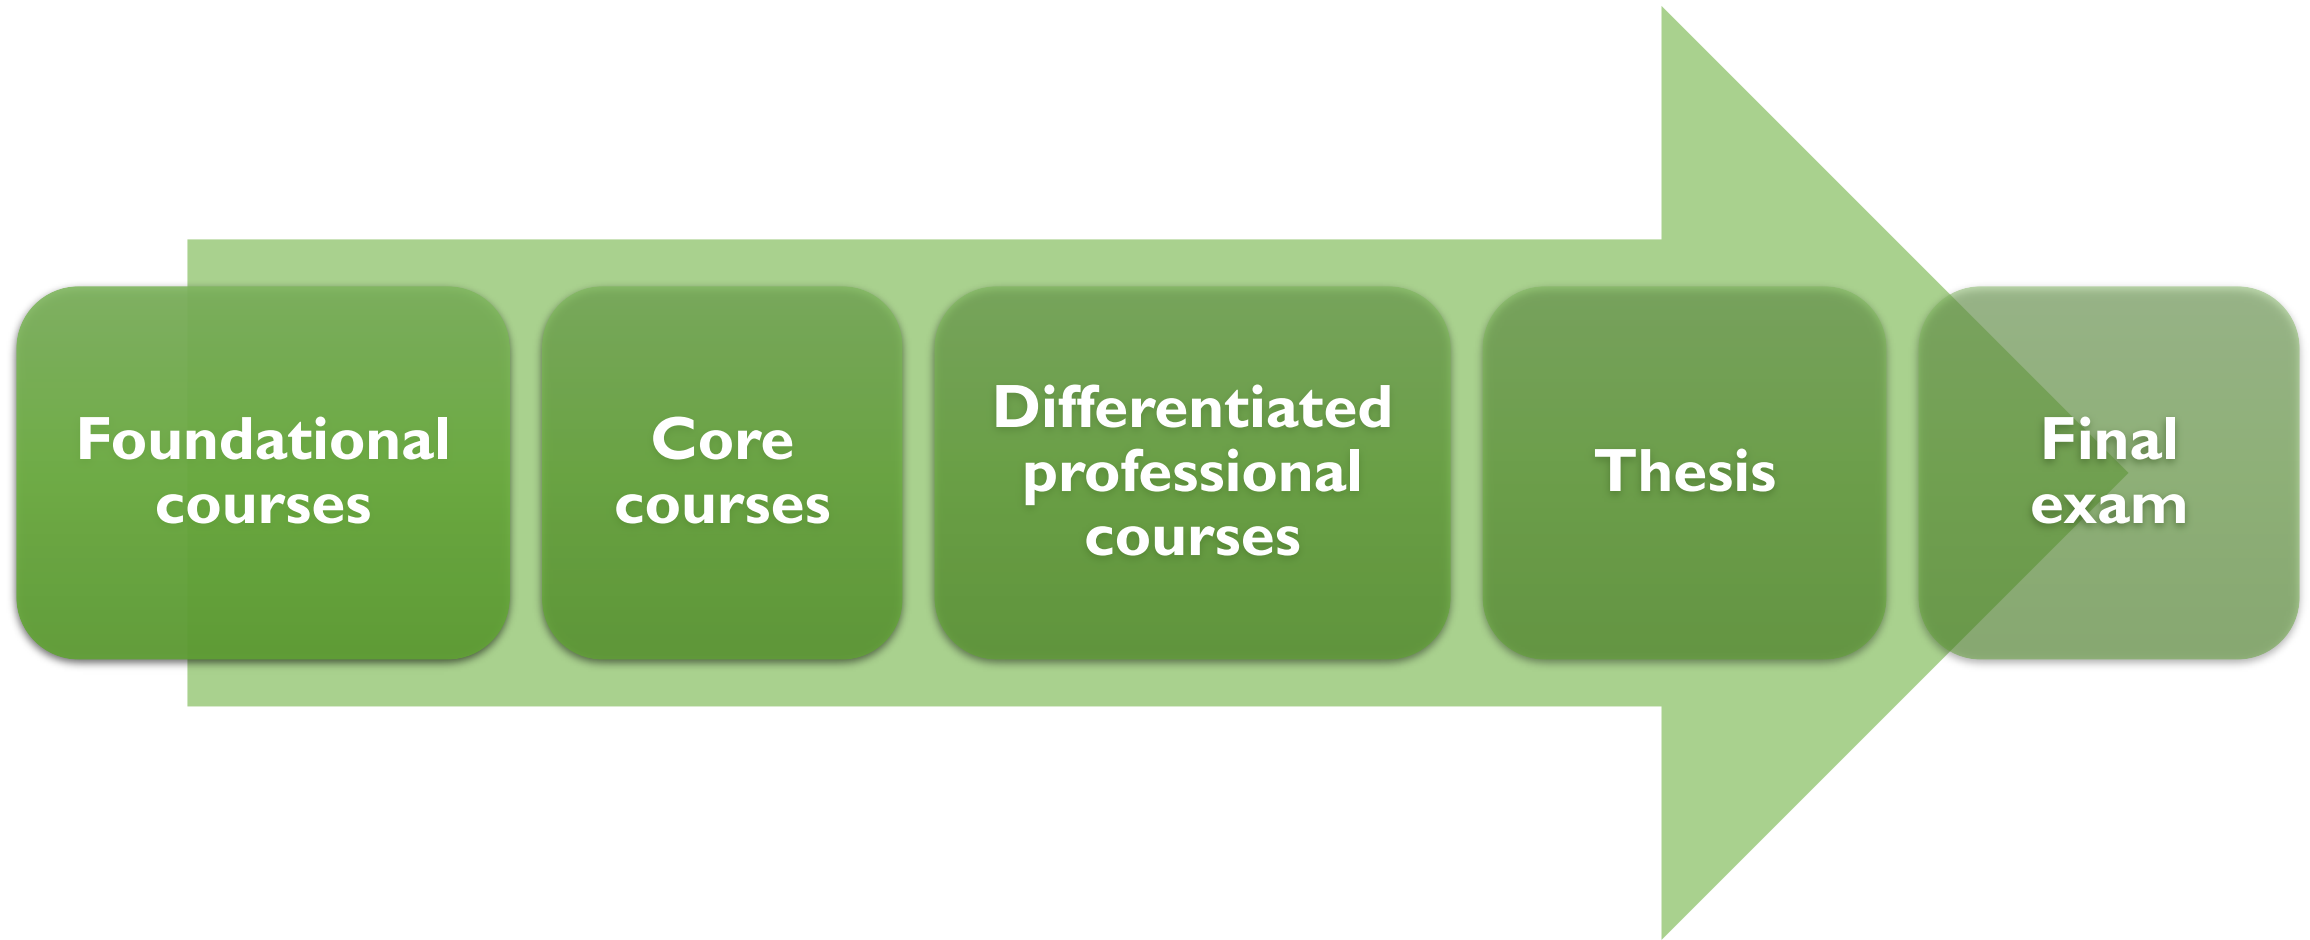 Foundational
courses
Core
courses
Differentiated
professional
courses
Thesis
Final
exam